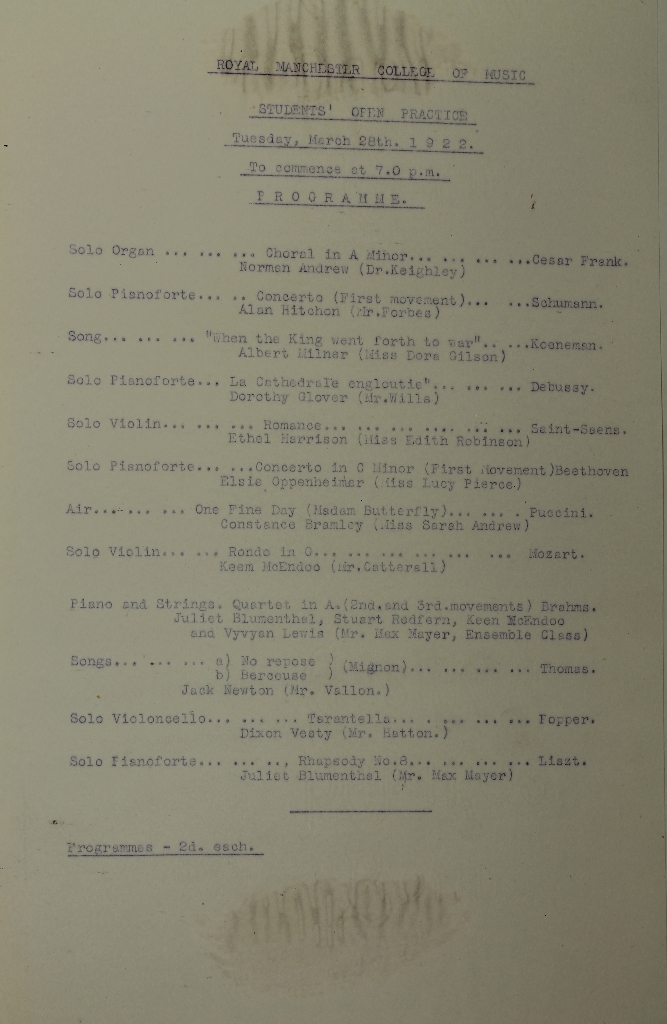 ROYAL MANCHESTER COLLEGE OF MUSIC
STUDENTS' OPEN PRACTICE
Tuesday, March 28th. 1 9 2 2.
To commence at 7.0 p.m.
P R O G R A M M E.
Solo Organ ... ... ... Choral in A Minor... ... ... ...Cesar Frank.
Norman Andrew (Dr.Keighley)
Solo Pianoforte... .. Concerto (First movement)... ...Schumann.
Alan Hitchon (Mr.Forbes)
Song... ... ... "When the King went forth to war".. ...Koeneman.
Albert Milner (Miss Dora Gilson)
Solo Pianoforte... La Cathedrale engloutie"... ... ... Debussy.
Dorothy Glover (Mr.Wills)
Solo Violin... ... ... Romance... ... ... ... ... Saint-Saens.
Ethel Harrison (Miss Edith Robinson)
Solo Pianoforte... ...Concerto in C Minor (First Movement)Beethoven
Elsie Oppenheimer (Miss Lucy Pierce)
Air... ... ... One Fine Day (Madam Butterfly)... ... . Puccini.
Constance Bramley (Miss Sarah Andrew)
Solo Violin... ... Rondo in G... ... ... ... ... ... Mozart.
Keem McEndoo (Mr.Catterall)
Piano and Strings. Quartet in A.(2nd.and 3rd.movements) Brahms.
Juliet Blumenthal, Stuart Redfern, Keen McEndoo
and Vyvyan Lewis (Mr. Max Mayer, Ensemble Class)
Songs... ... ... a) No repose ) (Mignon)... ... ... ... Thomas.
b) Berceuse )
Jack Newton (Mr. Vallon.)
Solo Violoncello... ... ... Tarantella... . ... ... ... Popper.
Dixon Vesty (Mr. Hatton.)
Solo Pianoforte... ... .., Rhapsody No.8... ... ... ... Liszt.
Juliet Blumenthal (Mr. Max Mayer)
Programmes - 2d. each.